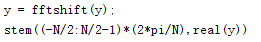 y = fftshift(y);
stem((-N/2:N/2-1)*(2*pi/N),real(y))